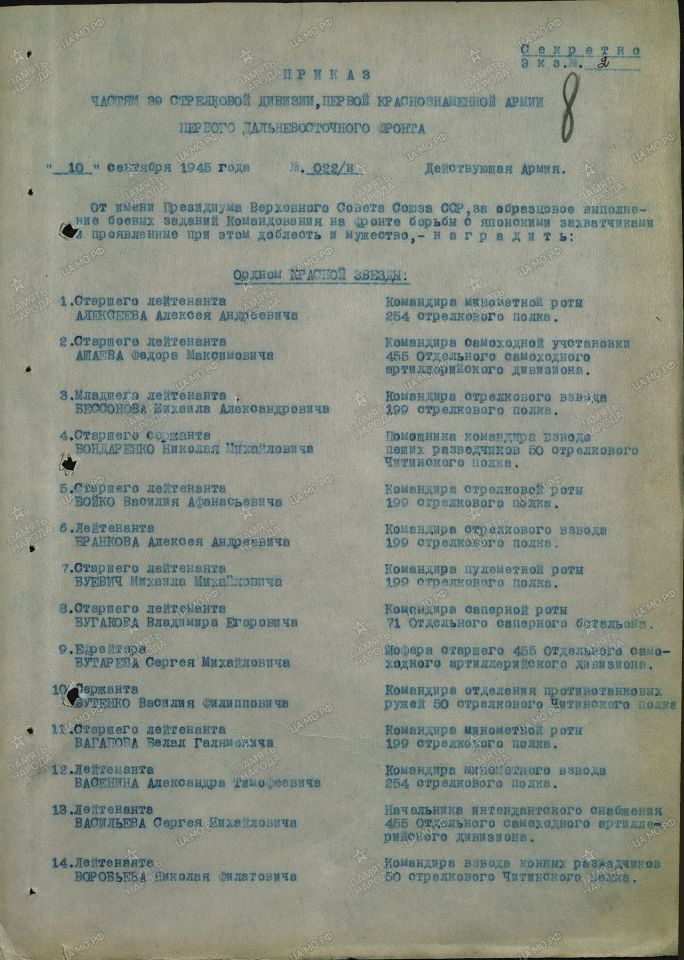 Секретно
Экз.№. 2
8
ПРИКАЗ
ЧАСТЯМ 39 СТРЕЛКОВОЙ ДИВИЗИИ, ПЕРВОЙ КРАСНОЗНАМЕННОЙ АРМИИ
ПЕРВОГО ДАЛЬНЕВОСТОЧНОГО ФРОНТА
" 10 " сентября 1945 года №. 022/н Действующая Армия.
От имени Президиума Верховного Совета Союза ССР, за образцовое выполне-
ние боевых заданий Командования на фронте борьбы с японскими захватчиками
и проявленные при этом доблесть и мужество,- наградить:
Ордном КРАСНОЙ ЗВЕЗДЫ:
1.Старшего лейтенанта Командира минометной роты
АЛЕКСЕЕВА Алексея Андреевича 254 стрелкового полка.
2.Старшего лейтенанта Командира самоходной учстановки
АШАЕВА Федора Максимовича 455 Отдельного самоходного
артиллерийского дивизиона.
3.Младшего лейтенанта Командира стрелкового взвода
БЕССОНОВА Михаила Александровича 199 стрелкового полка.
4.Старшего сержанта Помощника командира взвода
БОНДАРЕНКО Николая Михайловича пеших разведчиков 50 стрелкового
Читинского полка.
5.Старшего лейтенанта Командира стрелковой роты
БОЙКО Василия Афанасьевича 199 стрелкового полка.
6.Лейтенанта Командира стрелкового взвода
БРАНКОВА Алексея Андреевича 199 стрелкового полка.
7.Старшего лейтенанта Командира пулеметной роты
БУЕВИЧ Михаила Михайловича 199 стрелкового полка.
8.Старшего лейтенанта Командира саперной роты
БУГАКОВА Владимира Егоровича 71 Отдельного саперного батальона.
9.Ефрейтора Шофера старшего 455 Отдельного само-
БУТАРЕВА Сергея Михайловича ходного артиллерийского дивизиона.
10.Сержанта Командира отделения противотанковых
БУТЕНКО Василия Филипповича ружей 50 стрелкового Читинского полка
11.Старшего лейтенанта Командира минометной роты
ВАГАПОВА Белал Галямовича 199 стрелкового полка.
12.Лейтенанта Командира минометного взвода
ВАСЕНИНА Александра Тимофеевича 254 стрелкового полка.
13.Лейтенанта Начальника интендантского снабжения
ВАСИЛЬЕВА Сергея Михайловича 455 Отдельного самоходного артилле-
рийского дивизиона.
14.Лейтенанта Командира взвода конных разведчиков
ВОРОБЬЕВА Николая Филатовича 50 стрелкового Читинского полка.